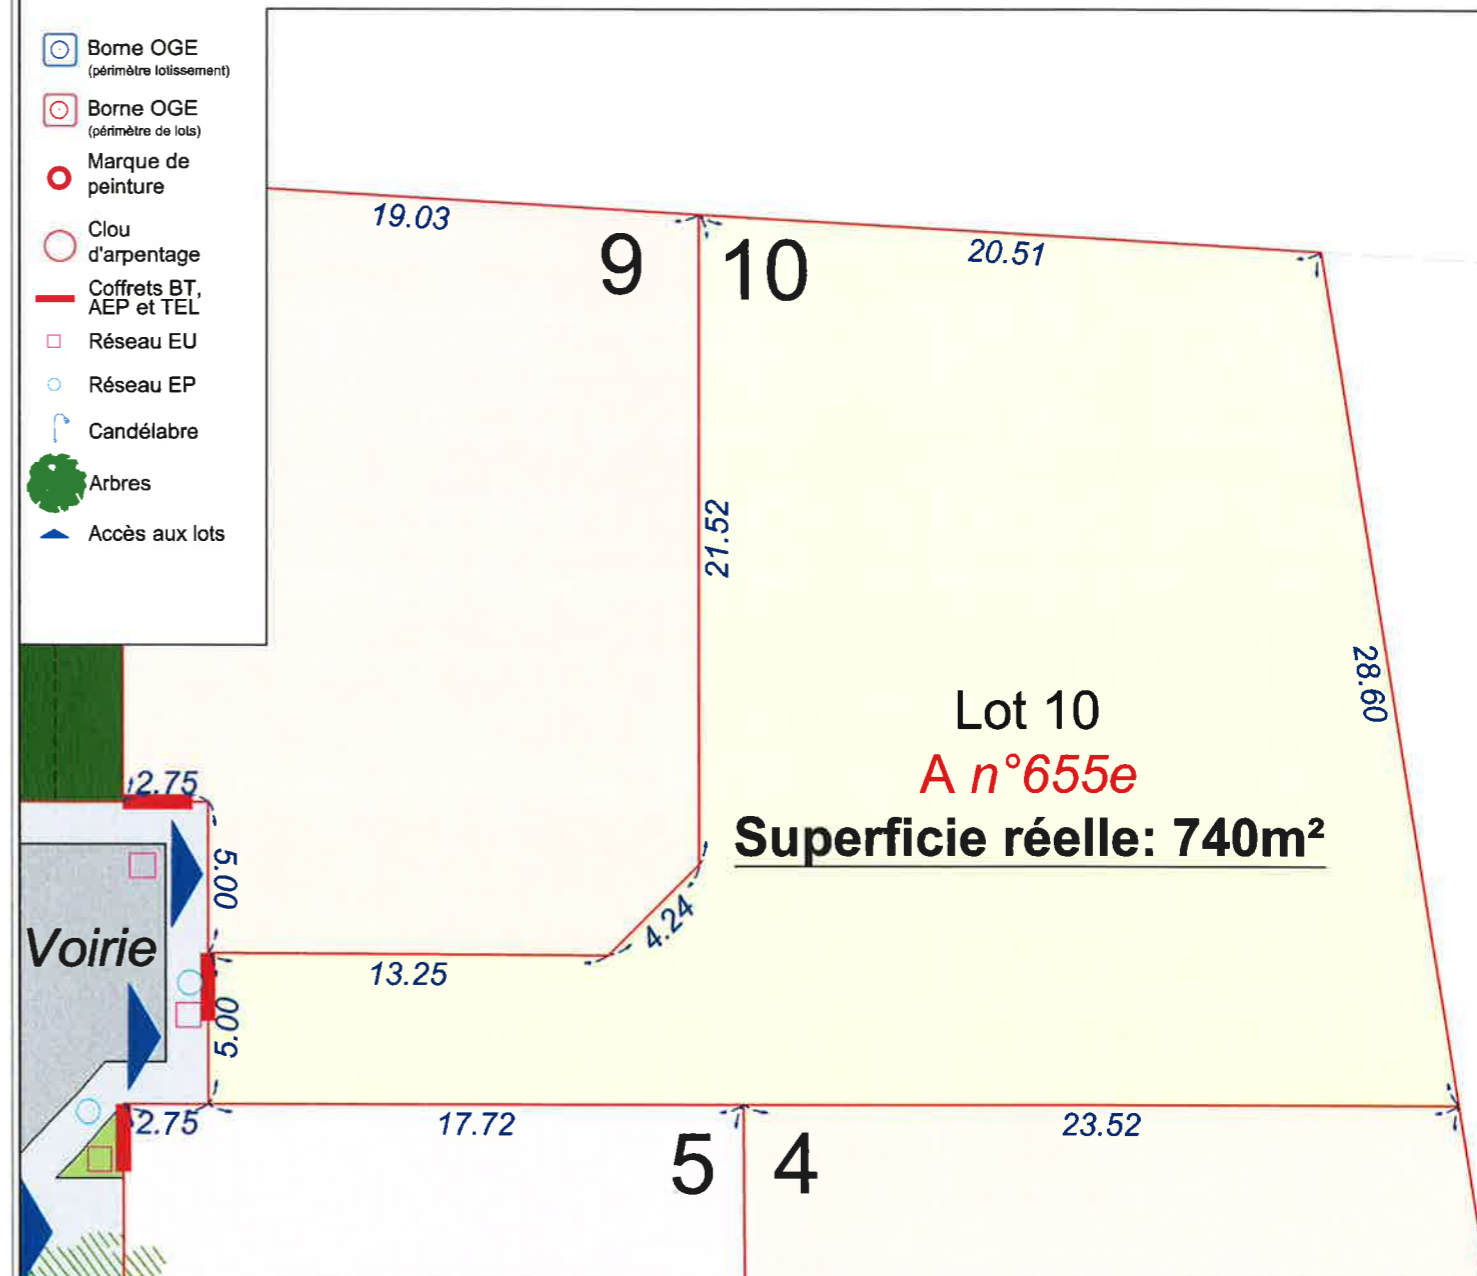 Borne OGE
(périmètre lotissement)
Borne OGE
(périmètre de lots)
Marque de
peinture
Clou
d'arpentage
Coffrets BT,
AEP et TEL
Réseau EU
Réseau EP
Candélabre
Arbres
Accès aux lots
19.03
9
10
20.51
21.52
28.60
Lot 10
A n°655e
Superficie réelle: 740m²
2.75
5.00
4.24
Voirie
13.25
5.00
2.75
17.72
23.52
5
4